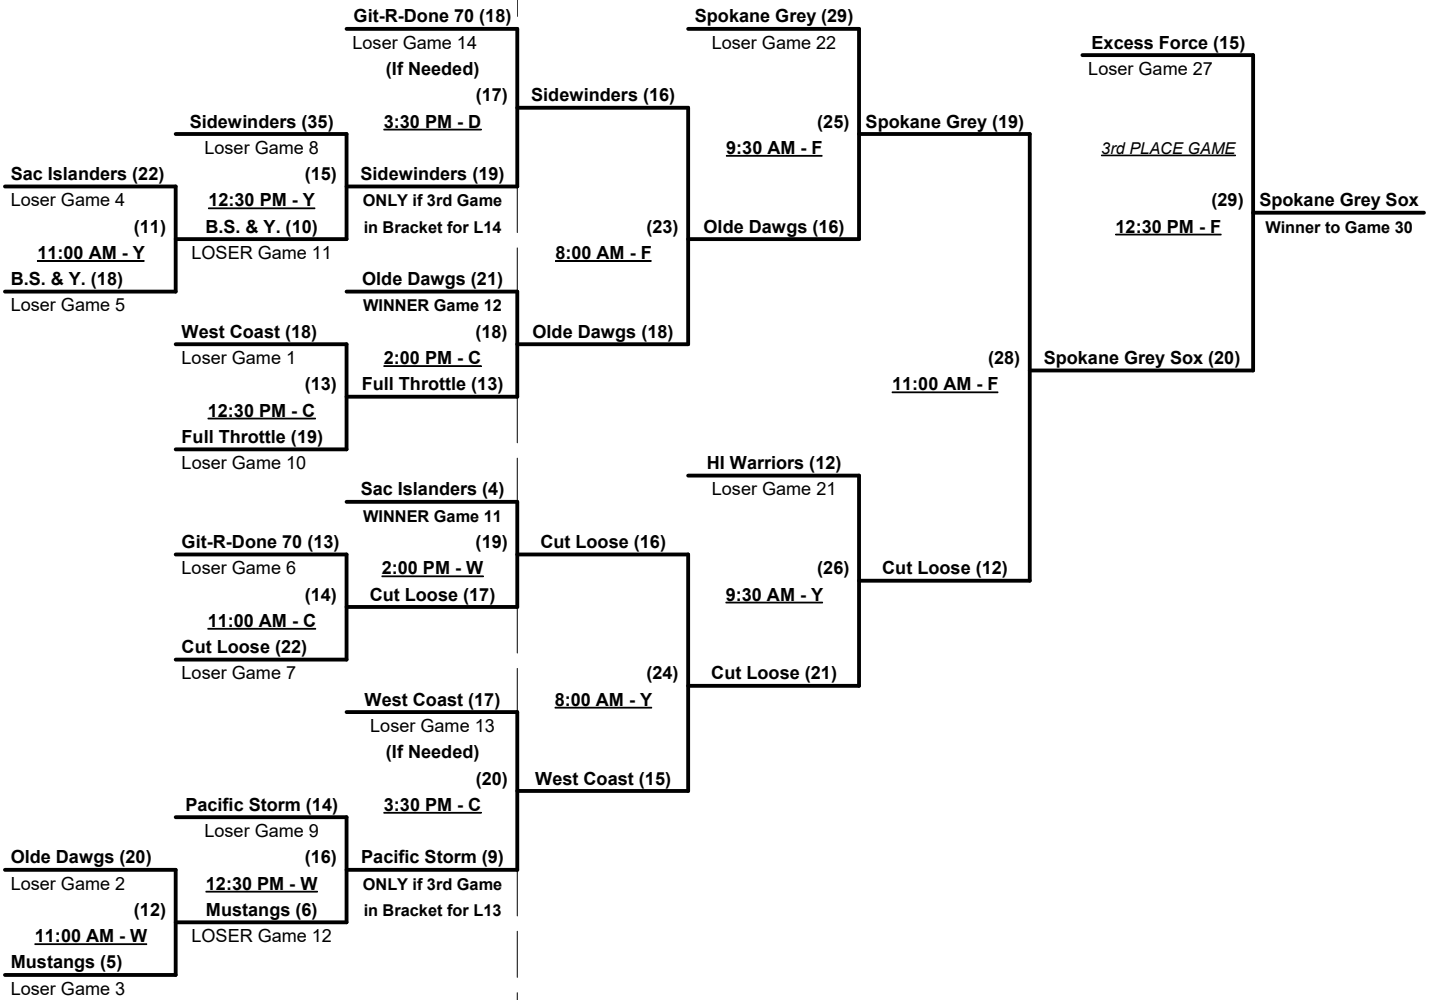 Git-R-Done 70 (18)
Loser Game 14
(If Needed)
(17)
3:30 PM - D
Spokane Grey (29)
Loser Game 22
Excess Force (15)
Loser Game 27
Sidewinders (16)
Sidewinders (35)
Loser Game 8
(15)
12:30 PM - Y
(25)
9:30 AM - F
Spokane Grey (19)
3rd PLACE GAME
Sac Islanders (22)
Loser Game 4
(11)
11:00 AM - Y
Sidewinders (19)
ONLY if 3rd Game
in Bracket for L14
B.S. & Y. (10)
LOSER Game 11
(23)
8:00 AM - F
Olde Dawgs (16)
(29)
12:30 PM - F
Spokane Grey Sox
Winner to Game 30
B.S. & Y. (18)
Loser Game 5
Olde Dawgs (21)
WINNER Game 12
(18)
2:00 PM - C
Olde Dawgs (18)
West Coast (18)
Loser Game 1
(13)
12:30 PM - C
Full Throttle (13)
(28)
11:00 AM - F
Spokane Grey Sox (20)
Full Throttle (19)
Loser Game 10
HI Warriors (12)
Loser Game 21
Sac Islanders (4)
WINNER Game 11
(19)
2:00 PM - W
Cut Loose (16)
Git-R-Done 70 (13)
Loser Game 6
(14)
11:00 AM - C
Cut Loose (17)
(26)
9:30 AM - Y
Cut Loose (12)
Cut Loose (22)
Loser Game 7
(24)
8:00 AM - Y
Cut Loose (21)
West Coast (17)
Loser Game 13
(If Needed)
(20)
3:30 PM - C
West Coast (15)
Pacific Storm (14)
Loser Game 9
(16)
12:30 PM - W
Pacific Storm (9)
ONLY if 3rd Game
in Bracket for L13
Olde Dawgs (20)
Loser Game 2
(12)
11:00 AM - W
Mustangs (6)
LOSER Game 12
Mustangs (5)
Loser Game 3